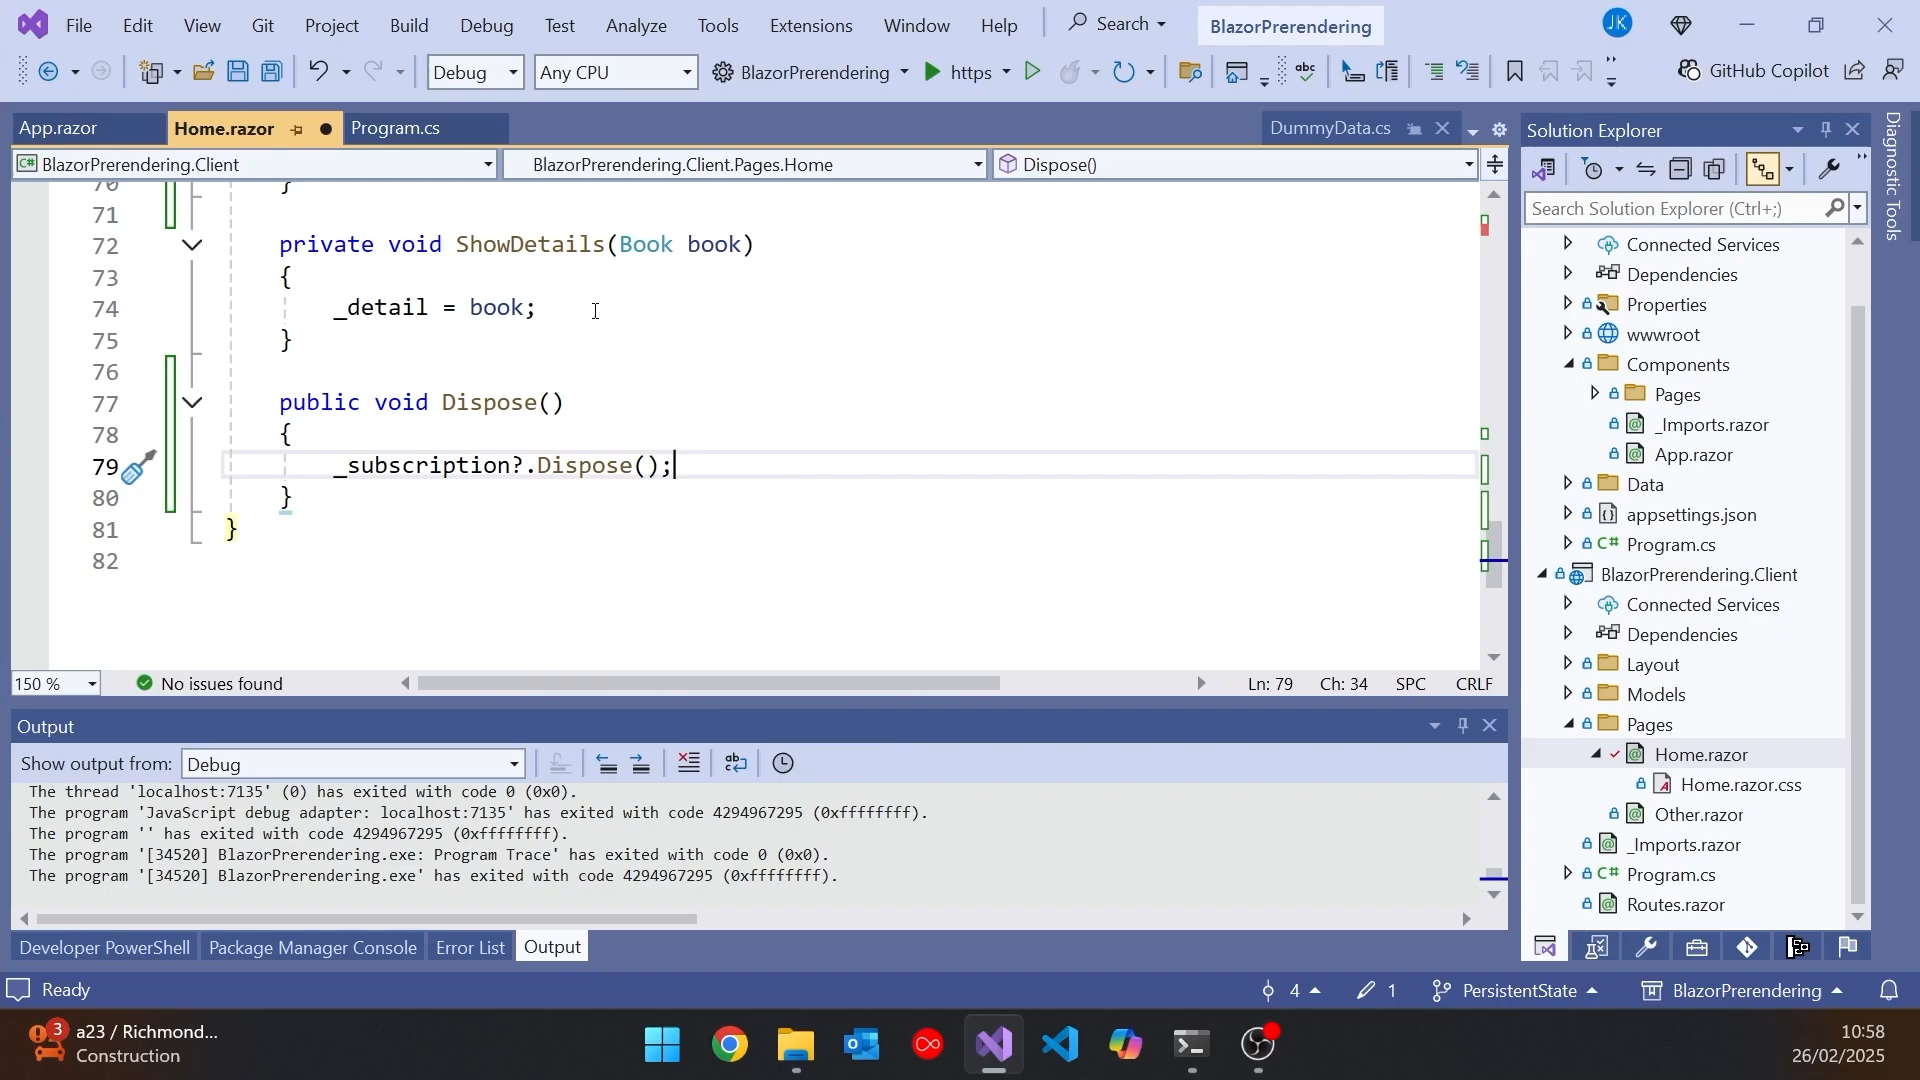 File Edit View Git Project Build Debug Test Analyze Tools Extensions Window Help Search BlazorPrerendering JK
Debug Any CPU BlazorPrerendering https abc GitHub Copilot
App.razor Home.razor Program.cs DummyData.cs
BlazorPrerendering.Client BlazorPrerendering.Client.Pages.Home Dispose()
70 }
71
72 private void ShowDetails(Book book)
73 {
74 _detail = book;
75 }
76
77 public void Dispose()
78 {
79 _subscription?.Dispose();
80 }
81 }
82
150 % No issues found Ln: 79 Ch: 34 SPC CRLF
Output
Show output from: Debug
The thread 'localhost:7135' (0) has exited with code 0 (0x0).
The program 'JavaScript debug adapter: localhost:7135' has exited with code 4294967295 (0xffffffff).
The program '' has exited with code 4294967295 (0xffffffff).
The program '[34520] BlazorPrerendering.exe: Program Trace' has exited with code 0 (0x0).
The program '[34520] BlazorPrerendering.exe' has exited with code 4294967295 (0xffffffff).
Developer PowerShell Package Manager Console Error List Output
Solution Explorer
Search Solution Explorer (Ctrl+;)
Connected Services
Dependencies
Properties
wwwroot
Components
Pages
_Imports.razor
App.razor
Data
appsettings.json
C# Program.cs
BlazorPrerendering.Client
Connected Services
Dependencies
Layout
Models
Pages
Home.razor
Home.razor.css
Other.razor
_Imports.razor
C# Program.cs
Routes.razor
Diagnostic Tools
Ready 4 1 PersistentState BlazorPrerendering
3 a23 / Richmond...
Construction
10:58
26/02/2025